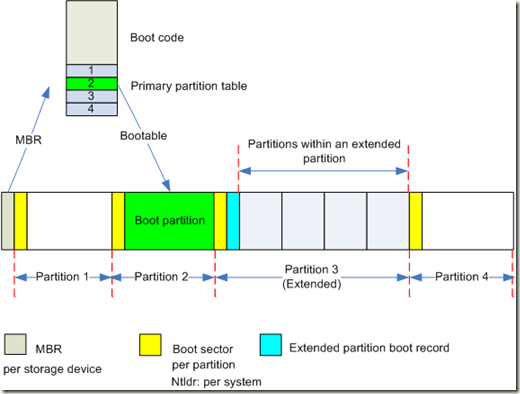 Boot code
1
2
3
4
Primary partition table
MBR
Bootable
Partitions within an extended
partition
Boot partition
Partition 1
Partition 2
Partition 3
(Extended)
Partition 4
MBR
per storage device
Boot sector
per partition
Ntldr: per system
Extended partition boot record